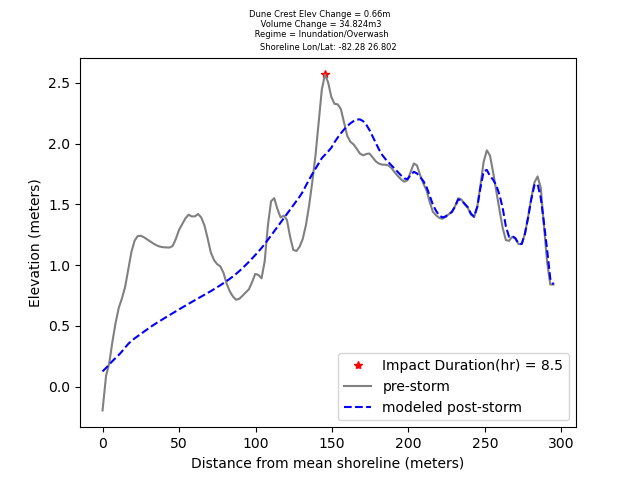 Dune Crest Elev Change = 0.66m
Volume Change = 34.824m3
Regime = Inundation/Overwash
Shoreline Lon/Lat: -82.28 26.802
2.5
2.0
1.5
1.0
0.5
0.0
Elevation (meters)
Impact Duration(hr) = 8.5
pre-storm
modeled post-storm
0 50 100 150 200 250 300
Distance from mean shoreline (meters)